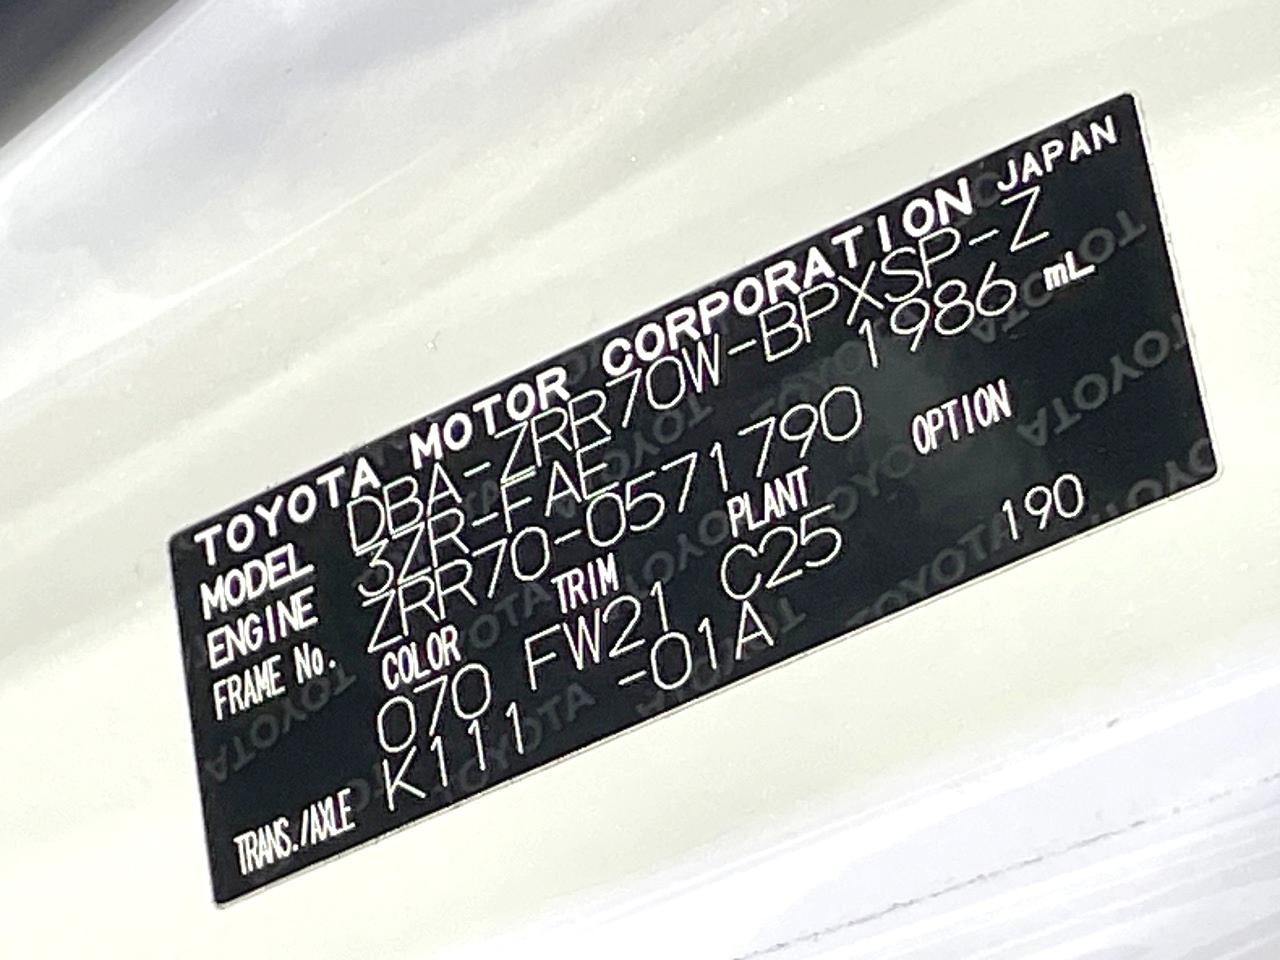 TOYOTA MOTOR CORPORATION JAPAN
MODEL DBA-ZRR70W-BPXSP-Z
ENGINE 3ZR-FAE 1986 mL
FRAME No. ZRR70-0571790
COLOR TRIM PLANT OPTION
070 FW21 C25 190
TRANS./AXLE K111 -01A